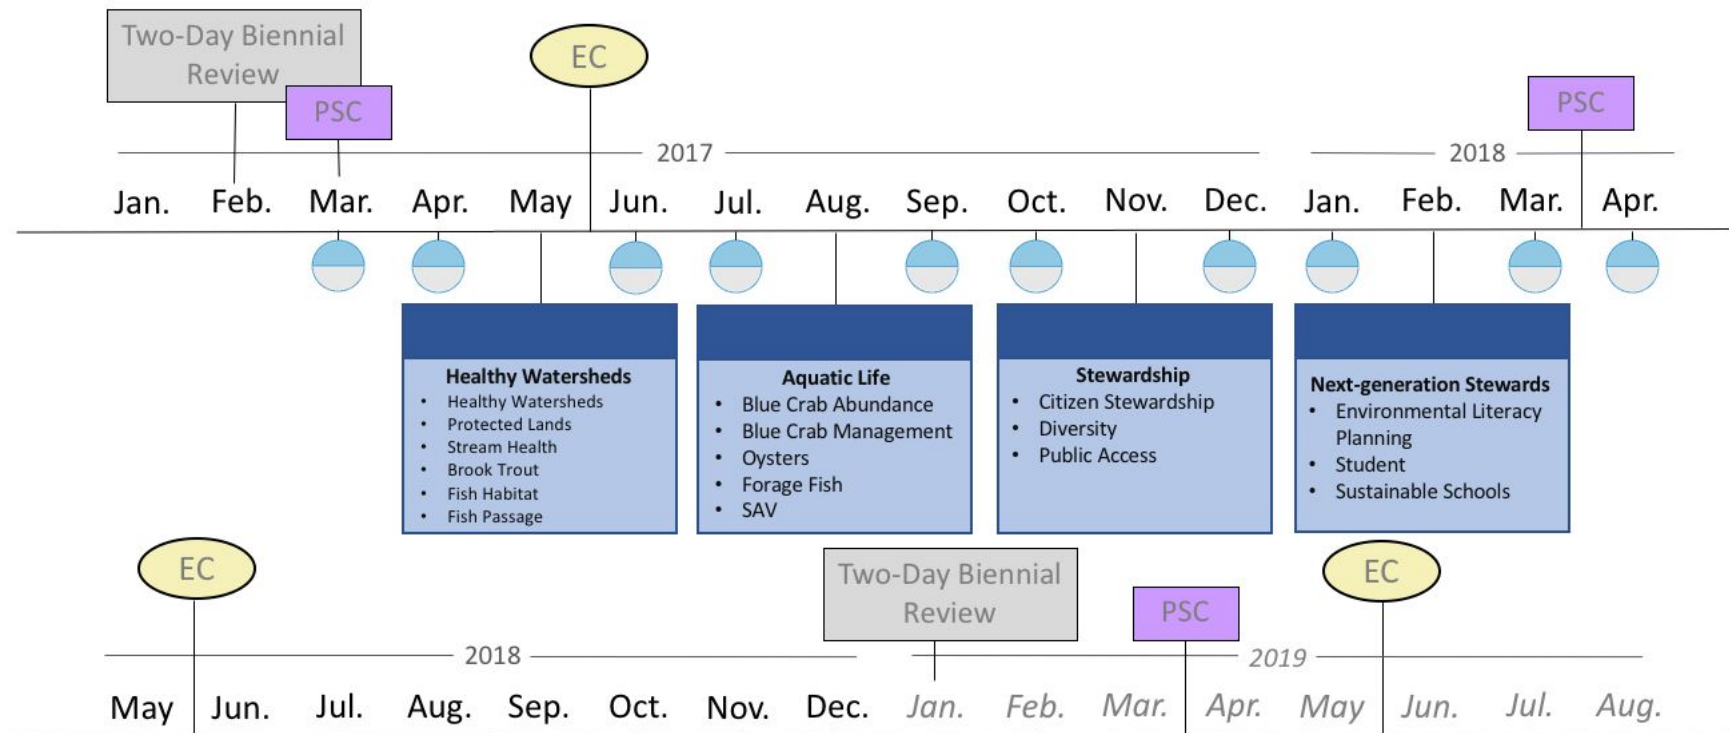 Two-Day Biennial
Review
PSC
EC
PSC
2017
2018
Jan. Feb. Mar. Apr. May Jun. Jul. Aug. Sep. Oct. Nov. Dec. Jan. Feb. Mar. Apr.
Healthy Watersheds
• Healthy Watersheds
• Protected Lands
• Stream Health
• Brook Trout
• Fish Habitat
• Fish Passage
Aquatic Life
• Blue Crab Abundance
• Blue Crab Management
• Oysters
• Forage Fish
• SAV
Stewardship
• Citizen Stewardship
• Diversity
• Public Access
Next-generation Stewards
• Environmental Literacy
Planning
• Student
• Sustainable Schools
EC
Two-Day Biennial
Review
PSC
EC
2018
2019
May Jun. Jul. Aug. Sep. Oct. Nov. Dec. Jan. Feb. Mar. Apr. May Jun. Jul. Aug.